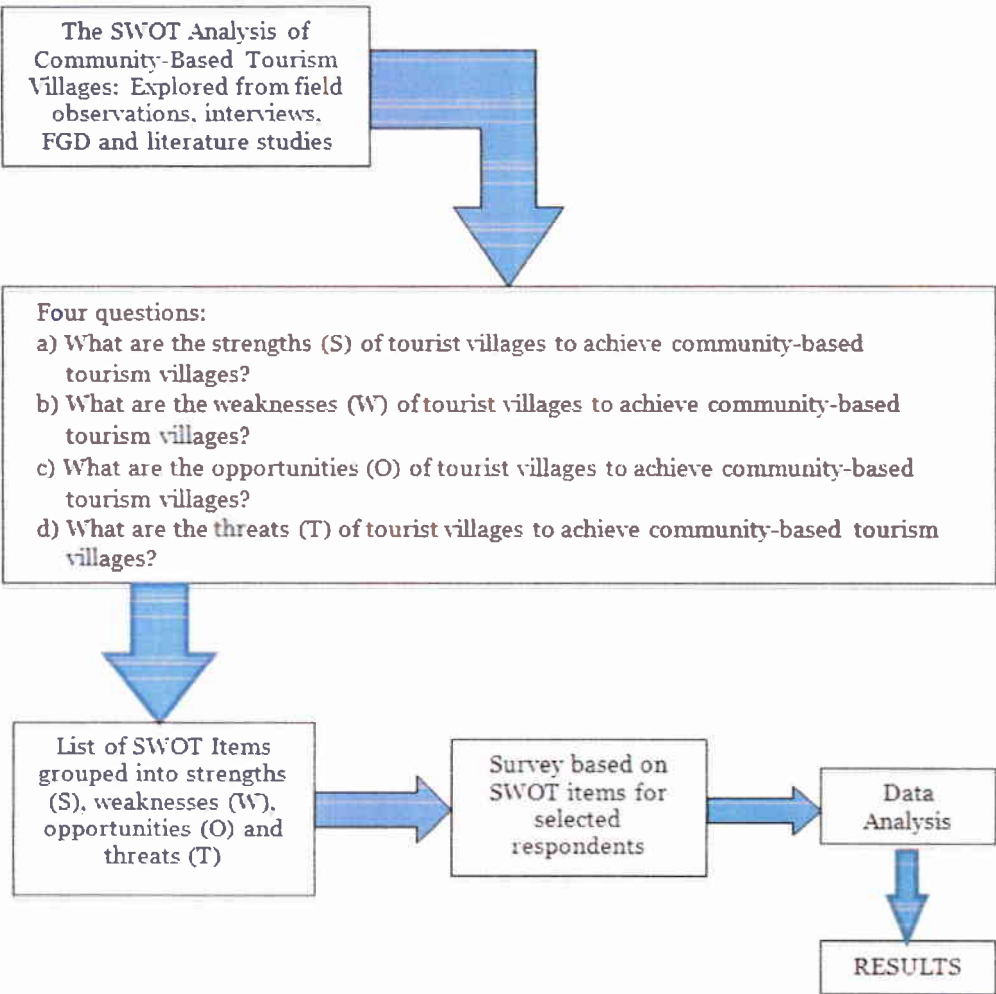 The SWOT Analysis of
Community-Based Tourism
Villages: Explored from field
observations, interviews,
FGD and literature studies
Four questions:
a) What are the strengths (S) of tourist villages to achieve community-based
tourism villages?
b) What are the weaknesses (W) of tourist villages to achieve community-based
tourism villages?
c) What are the opportunities (O) of tourist villages to achieve community-based
tourism villages?
d) What are the threats (T) of tourist villages to achieve community-based tourism
villages?
List of SWOT Items
grouped into strengths
(S), weaknesses (W),
opportunities (O) and
threats (T)
Survey based on
SWOT items for
selected
respondents
Data
Analysis
RESULTS